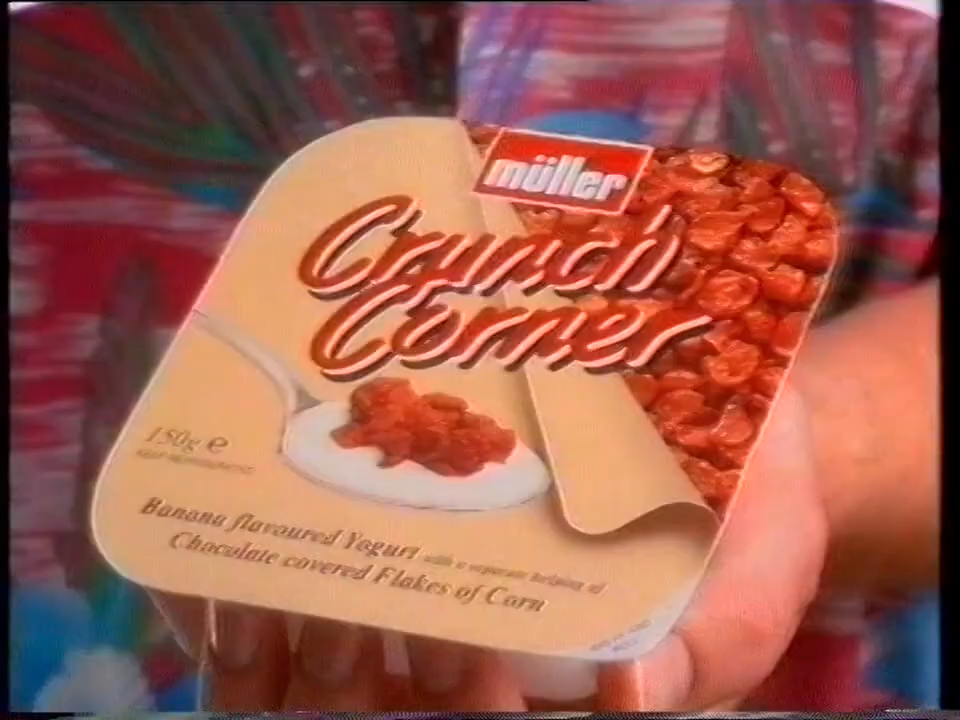 müller
Crunch
Corner
150g e
Banana flavoured Yogurt with a separate helping of
Chocolate covered Flakes of Corn